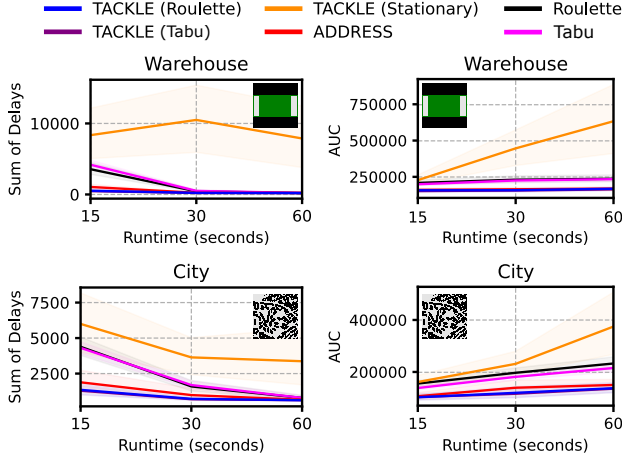 TACKLE (Roulette) TACKLE (Stationary) Roulette
TACKLE (Tabu) ADDRESS Tabu
Warehouse
Sum of Delays
10000
0
15 30 60
Runtime (seconds)
Warehouse
AUC
750000
500000
250000
15 30 60
Runtime (seconds)
City
Sum of Delays
7500
5000
2500
15 30 60
Runtime (seconds)
City
AUC
400000
200000
15 30 60
Runtime (seconds)